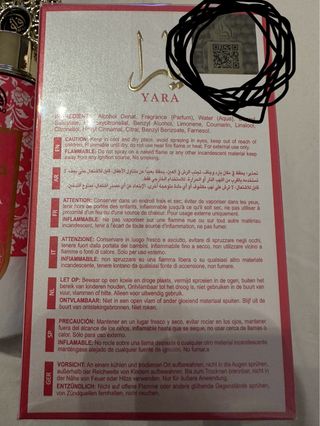 يارا
YARA
INGREDIENTS: Alcohol Denat, Fragrance (Parfum), Water (Aqua),
Benzyl Alcohol, Limonene, Coumarin, Linalool,
Citronellol, Hexyl Cinnamal, Citral, Benzyl Benzoate, Farnesol.
EN
CAUTION: Keep in cool and dry place, avoid spraying in eyes, keep out of reach of
children. Flammable until dry, do not use near fire flame or heat. For external use only.
FLAMMABLE: Do not spray on a naked flame or any other incandescent material keep
away from any ignition source. No smoking.
AR
FR
ATTENTION: Conserver dans un endroit frais et sec, éviter de vaporiser dans les yeux,
tenir hors de portée des enfants, Inflammable jusqu'à ce qu'il soit sec, ne pas utiliser à
proximité d'un feu ou d'une source de chaleur. Usage externe uniquement.
INFLAMMABLE: Ne pas vaporiser sur une flamme nue ou sur tout autre matériau
incandescent, tenir à l'écart de toute source d'ignition. Ne pas fumer.
IT
ATTENZIONE: Conservare in luogo fresco e asciutto, evitare di spruzzare negli occhi,
tenere fuori dalla portata dei bambini, infiammabile fino a secco, non utilizzare vicino a
fiamme o calore. Solo per uso esterno.
INFIAMMABILE: non spruzzare su una fiamma libera o su qualsiasi altro materiale
incandescente, tenere lontano da qualsiasi fonte di accensione, non fumare.
NL
LET OP: Bewaar op een koele en droge plaats, vermijd sproeien in de ogen, buiten
het bereik van kinderen houden, Ontvlambaar tot het droog is, niet gebruiken in de buurt van
vuur, vlammen of hitte. Alleen voor uitwendig gebruik.
ONTVLAMBAAR: Niet in een open vlam of ander gloeiend materiaal spuiten. Blijf uit de
buurt van ontstekingsbronnen. Niet roken.
SP
PRECAUCIÓN: Mantener en un lugar fresco y seco, evitar rociar en los ojos, mantener
fuera del alcance de los niños, inflamable hasta que se seque, no usar cerca de llamas o
calor. Solo para uso externo.
INFLAMABLE: No rocíe sobre una llama desnuda o cualquier otro material incandescente
manténgase alejado de cualquier fuente de ignición. No fumar.
GER
VORSICHT: An einem kühlen und trockenen Ort aufbewahren, nicht in die Augen sprühen,
außerhalb der Reichweite von Kindern aufbewahren, Bis zum Trocknen brennbar, nicht in
der Nähe von Feuer oder Hitze verwenden. Nur für äußere Anwendung.
ENTZÜNDLICH: Nicht auf offene Flamme oder andere glühende Gegenstände sprühen,
von Zündquellen fernhalten, nicht rauchen.